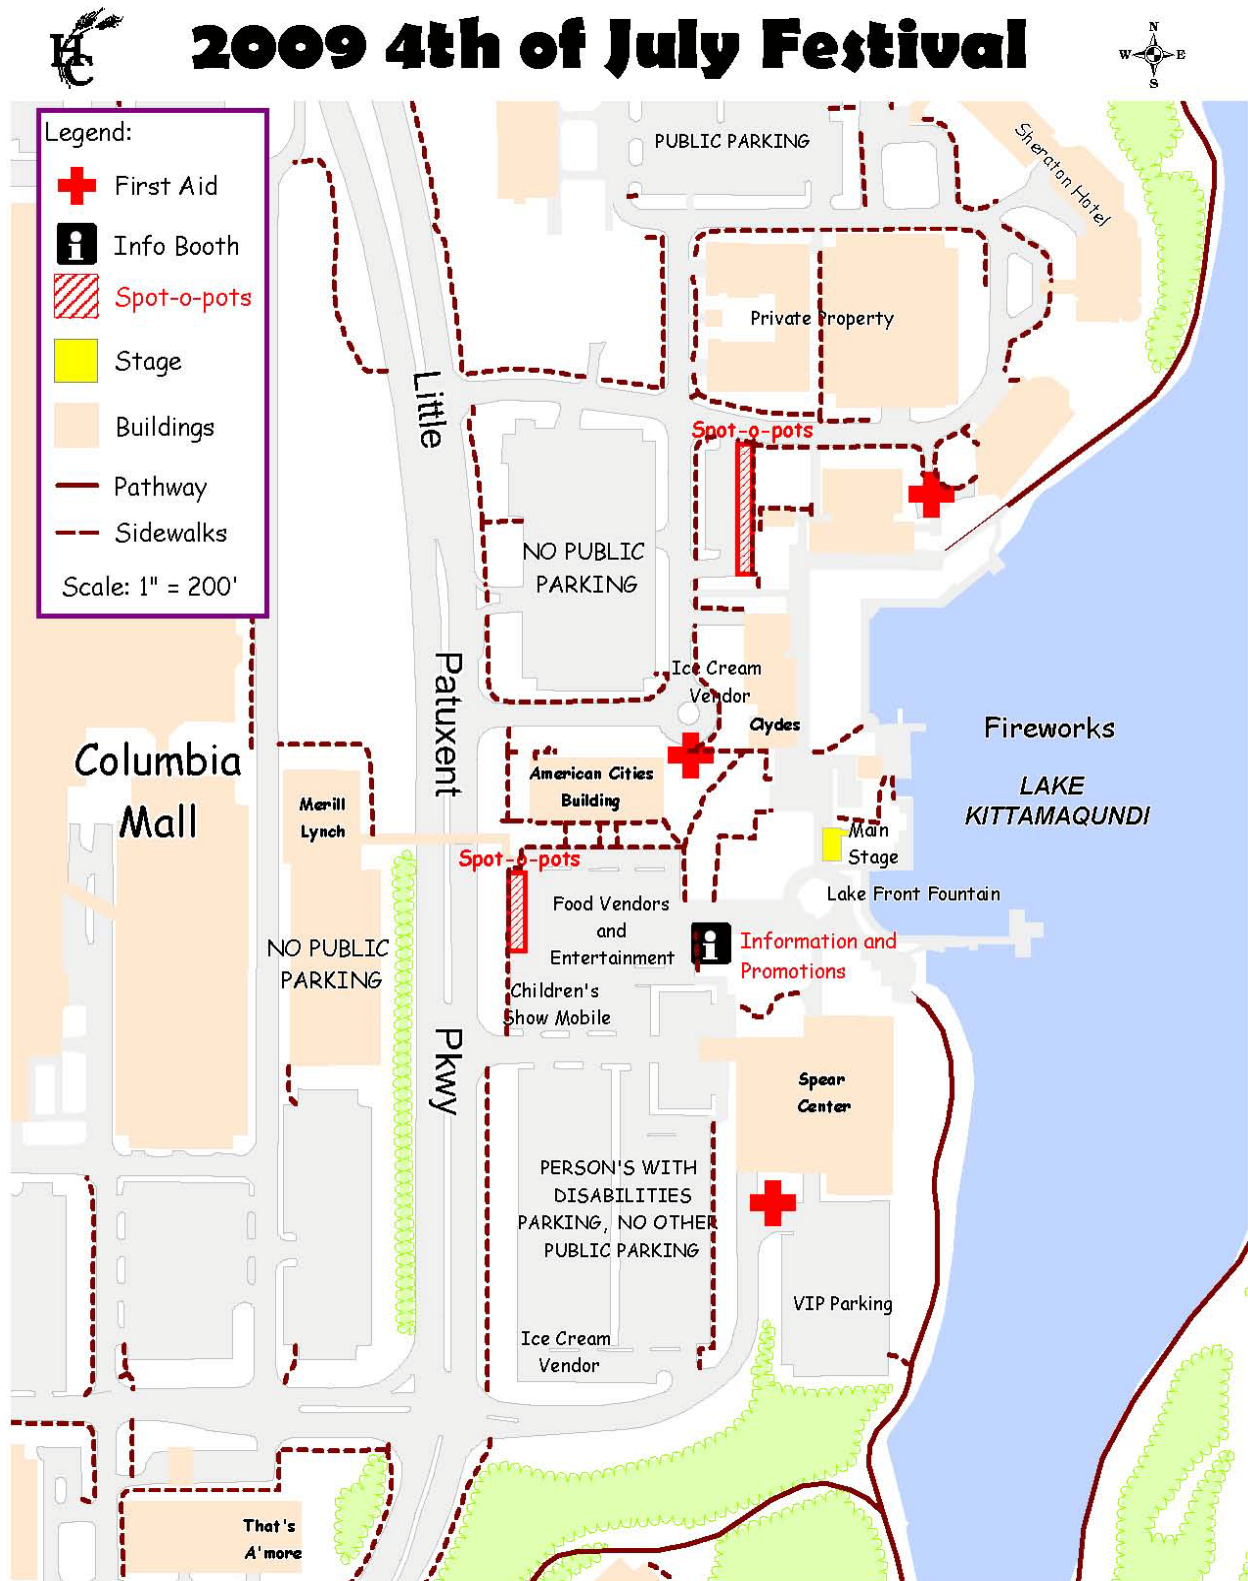 HC
2009 4th of July Festival
N
W E
S
Legend:
First Aid
i Info Booth
Spot-o-pots
Stage
Buildings
Pathway
Sidewalks
Scale: 1" = 200'
PUBLIC PARKING
Sheraton Hotel
Private Property
Little
Spot-o-pots
NO PUBLIC
PARKING
Patuxent
Ice Cream
Vendor
Clydes
Fireworks
LAKE
KITTAMAQUNDI
Columbia
Mall
Merill
Lynch
American Cities
Building
Main
Stage
Spot-o-pots
Lake Front Fountain
Food Vendors
and
Entertainment
i
Information and
Promotions
NO PUBLIC
PARKING
Children's
Show Mobile
Pkwy
Spear
Center
PERSON'S WITH
DISABILITIES
PARKING, NO OTHER
PUBLIC PARKING
VIP Parking
Ice Cream
Vendor
That's
A'more